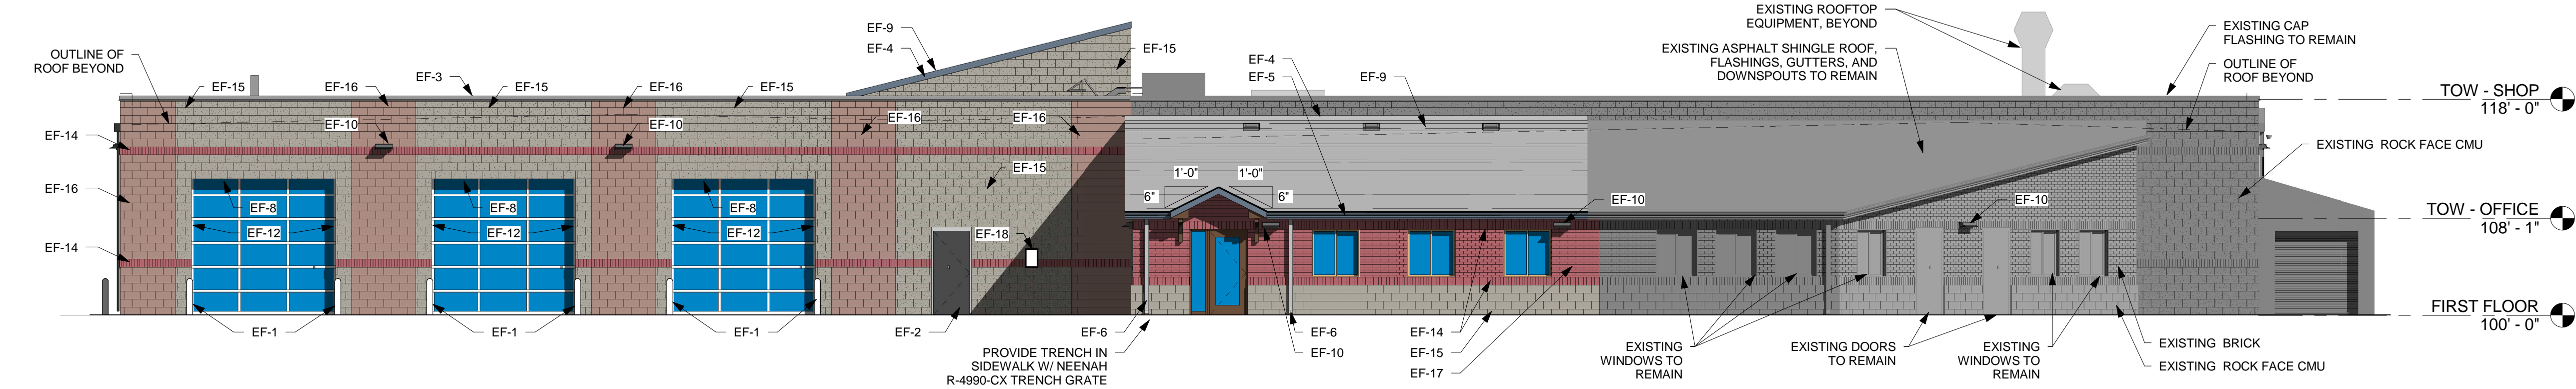 OUTLINE OF
ROOF BEYOND
EF-15
EF-16
EF-3
EF-15
EF-16
EF-15
EF-9
EF-4
EF-15
EF-4
EF-5
EF-9
EXISTING ROOFTOP
EQUIPMENT, BEYOND
EXISTING ASPHALT SHINGLE ROOF,
FLASHINGS, GUTTERS, AND
DOWNSPOUTS TO REMAIN
EXISTING CAP
FLASHING TO REMAIN
OUTLINE OF
ROOF BEYOND
TOW - SHOP
118' - 0"
EF-14
EF-10
EF-10
EF-16
EF-16
EXISTING ROCK FACE CMU
EF-15
EF-16
1'-0"
1'-0"
6"
6"
EF-8
EF-8
EF-8
EF-10
EF-10
TOW - OFFICE
108' - 1"
EF-12
EF-12
EF-12
EF-18
EF-14
FIRST FLOOR
100' - 0"
EF-1
EF-1
EF-1
EF-2
EF-6
PROVIDE TRENCH IN
SIDEWALK W/ NEENAH
R-4990-CX TRENCH GRATE
EF-6
EF-10
EF-14
EF-15
EF-17
EXISTING
WINDOWS TO
REMAIN
EXISTING DOORS
TO REMAIN
EXISTING
WINDOWS TO
REMAIN
EXISTING  BRICK
EXISTING  ROCK FACE CMU